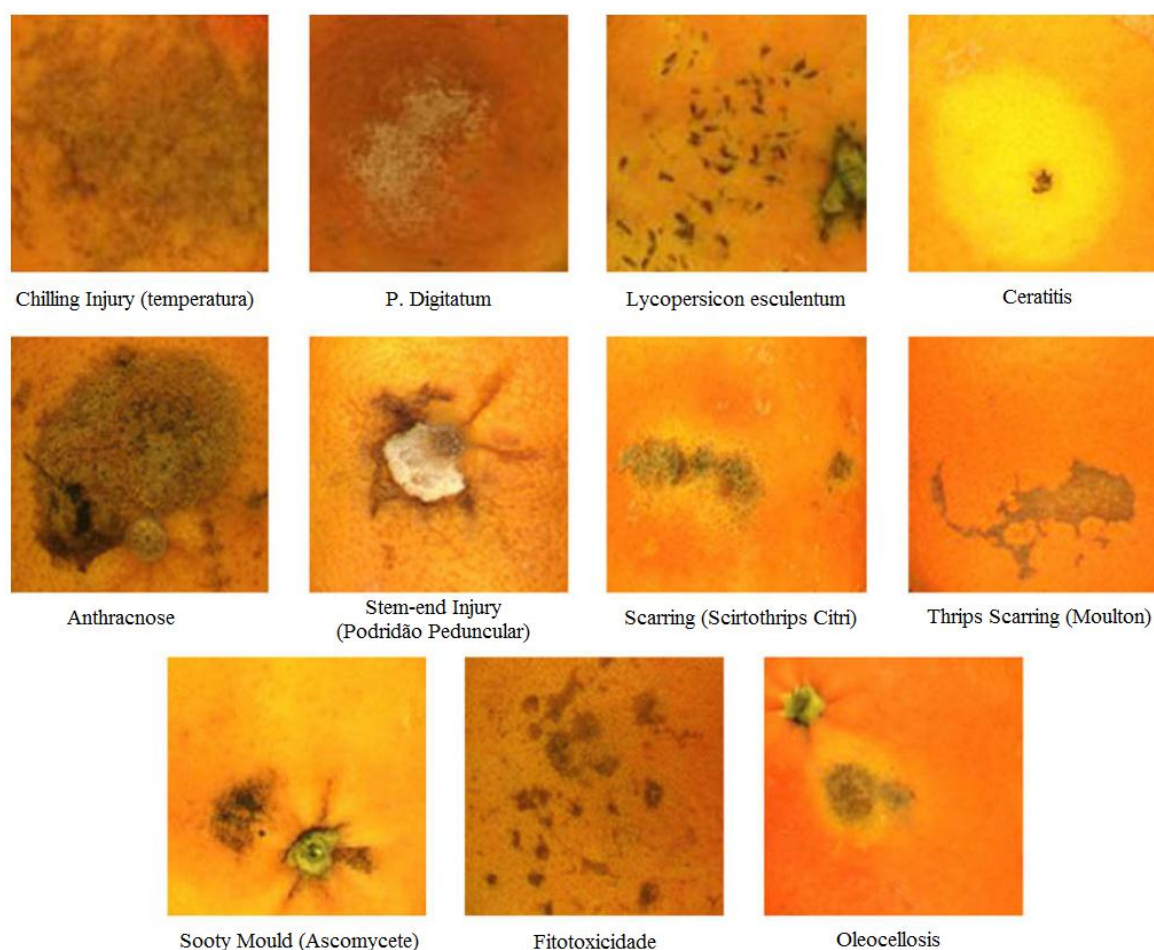 Chilling Injury (temperatura)
P. Digitatum
Lycopersicon esculentum
Ceratitis
Anthracnose
Stem-end Injury
(Podridão Peduncular)
Scarring (Scirtothrips Citri)
Thrips Scarring (Moulton)
Sooty Mould (Ascomycete)
Fitotoxicidade
Oleocellosis